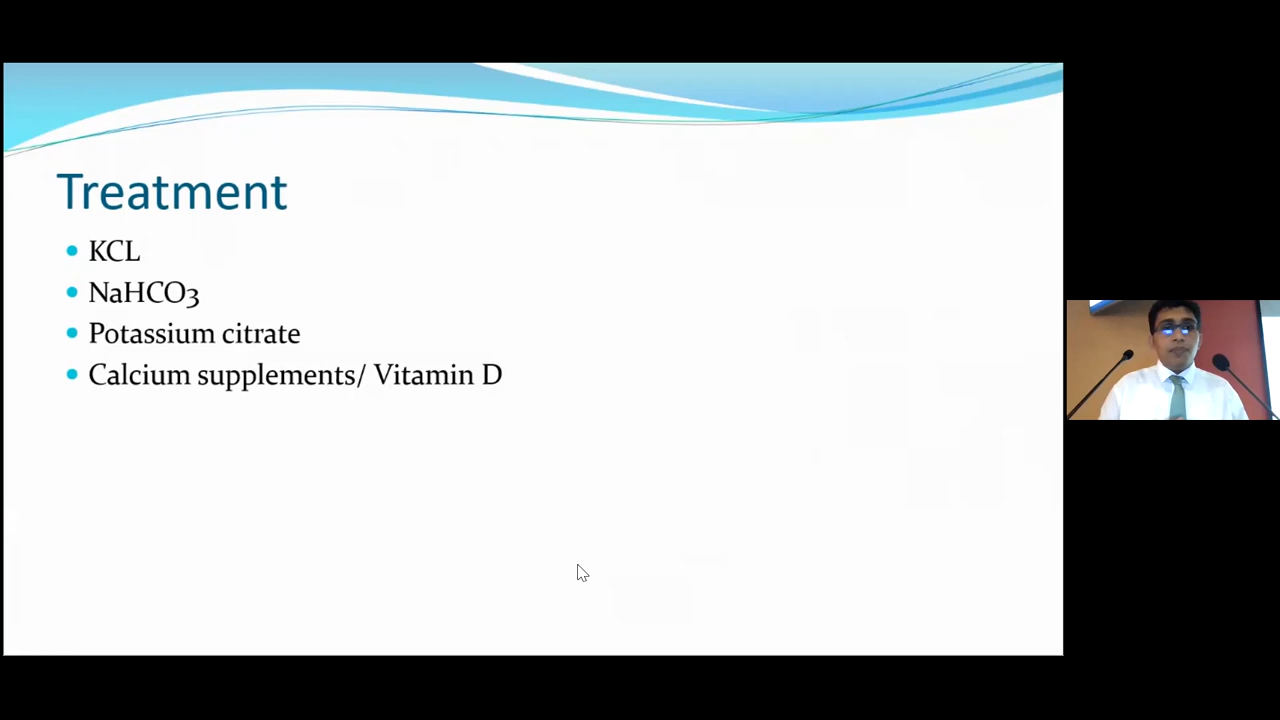 Treatment
KCL
NaHCO3
Potassium citrate
Calcium supplements/ Vitamin D